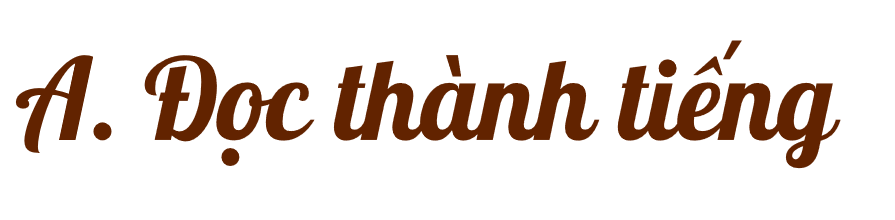 A. Đọc thành tiếng